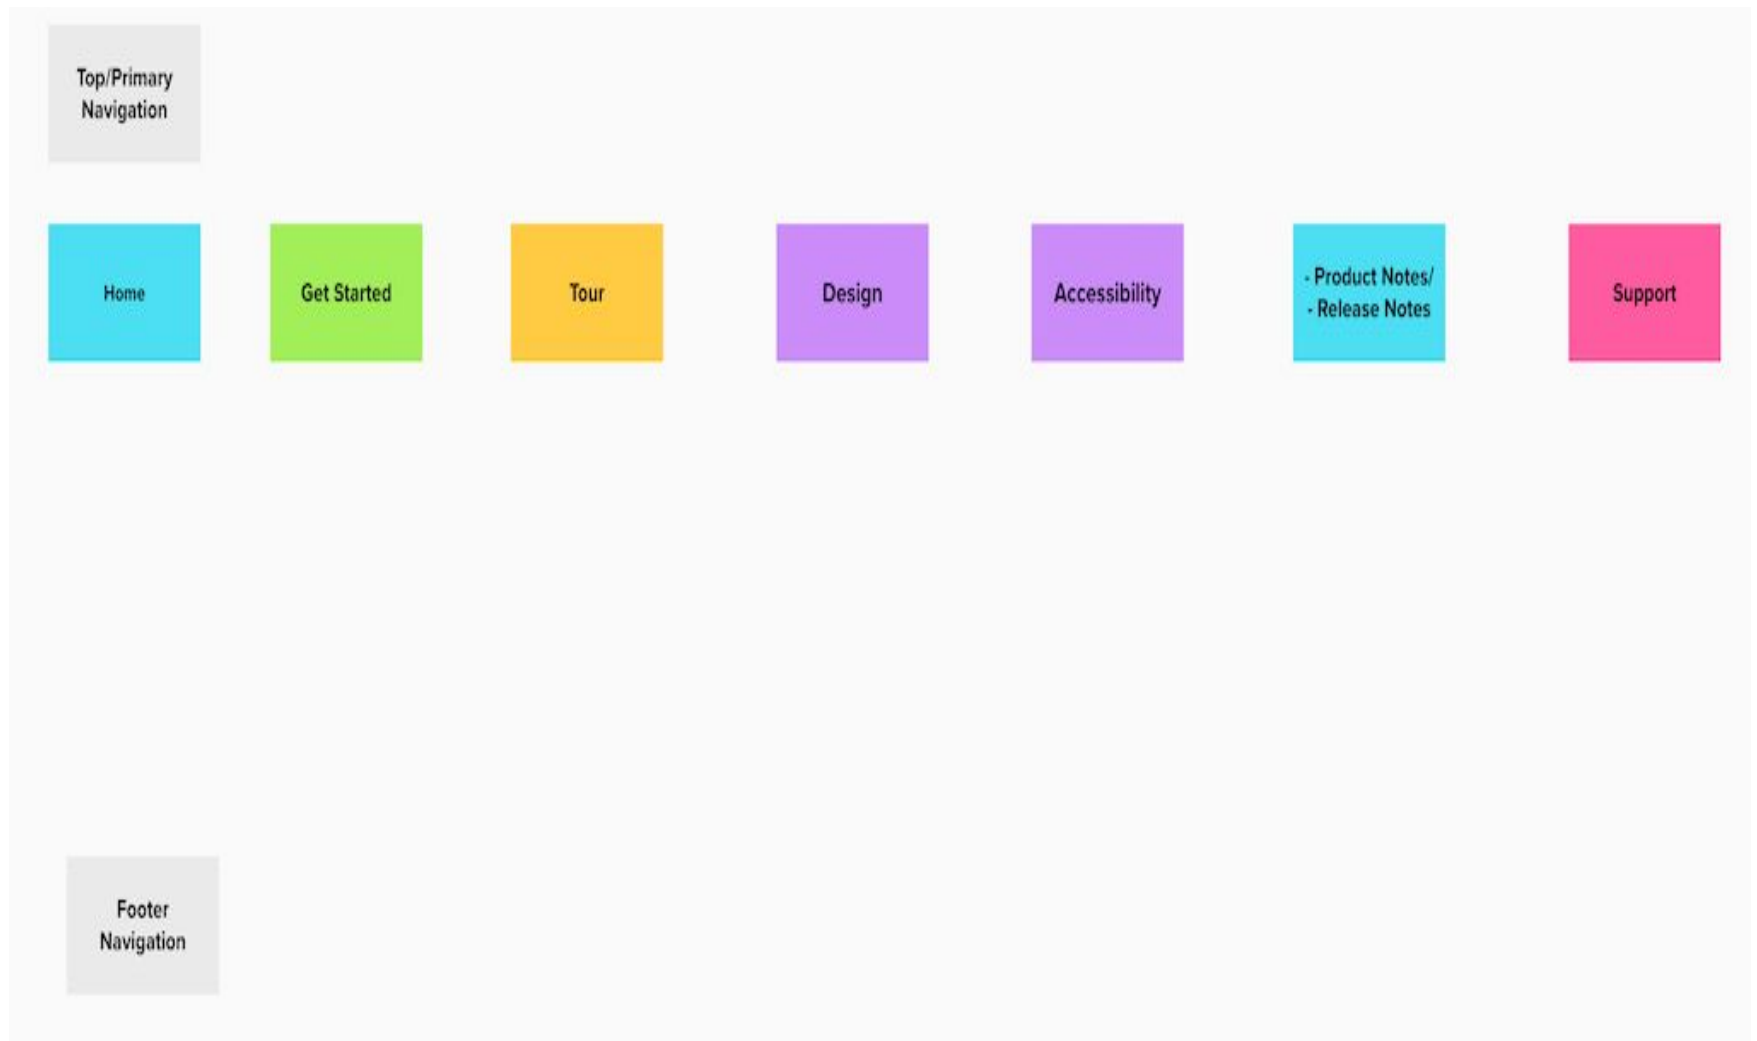 Top/Primary
Navigation
Home
Get Started
Tour
Design
Accessibility
- Product Notes/
- Release Notes
Support
Footer
Navigation